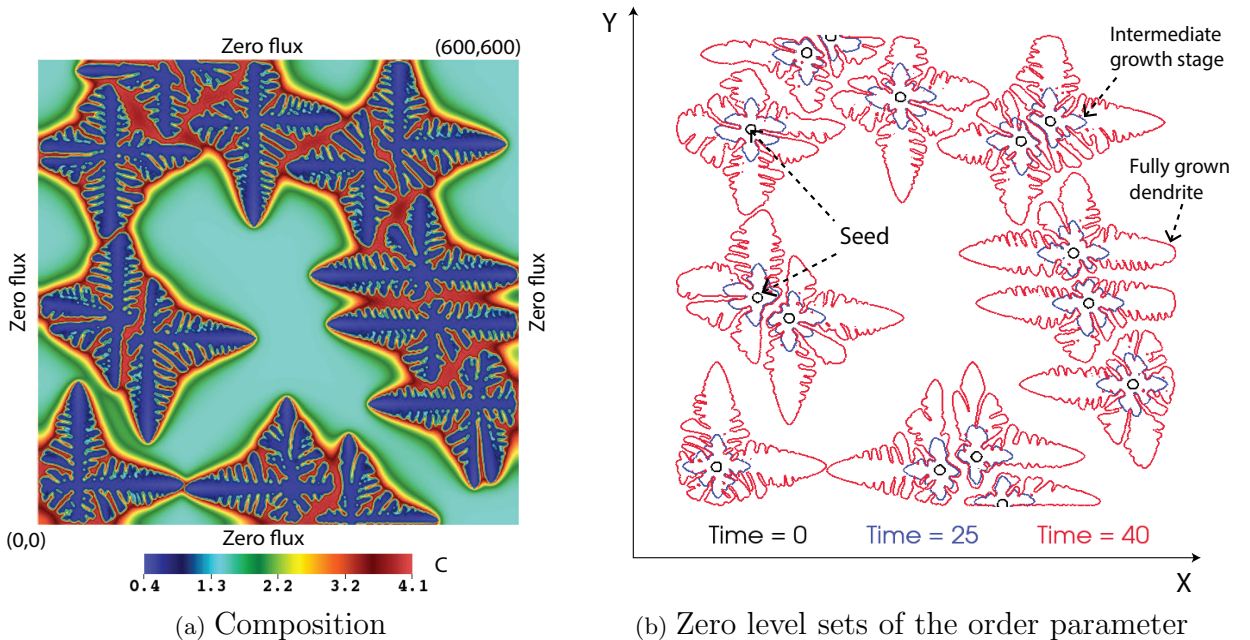 Zero flux
(600,600)
Zero flux
Zero flux
(0,0)
Zero flux
C
0.4 1.3 2.2 3.2 4.1
(a) Composition
Y
Intermediate
growth stage
Fully grown
dendrite
Seed
Time = 0 Time = 25 Time = 40
X
(b) Zero level sets of the order parameter